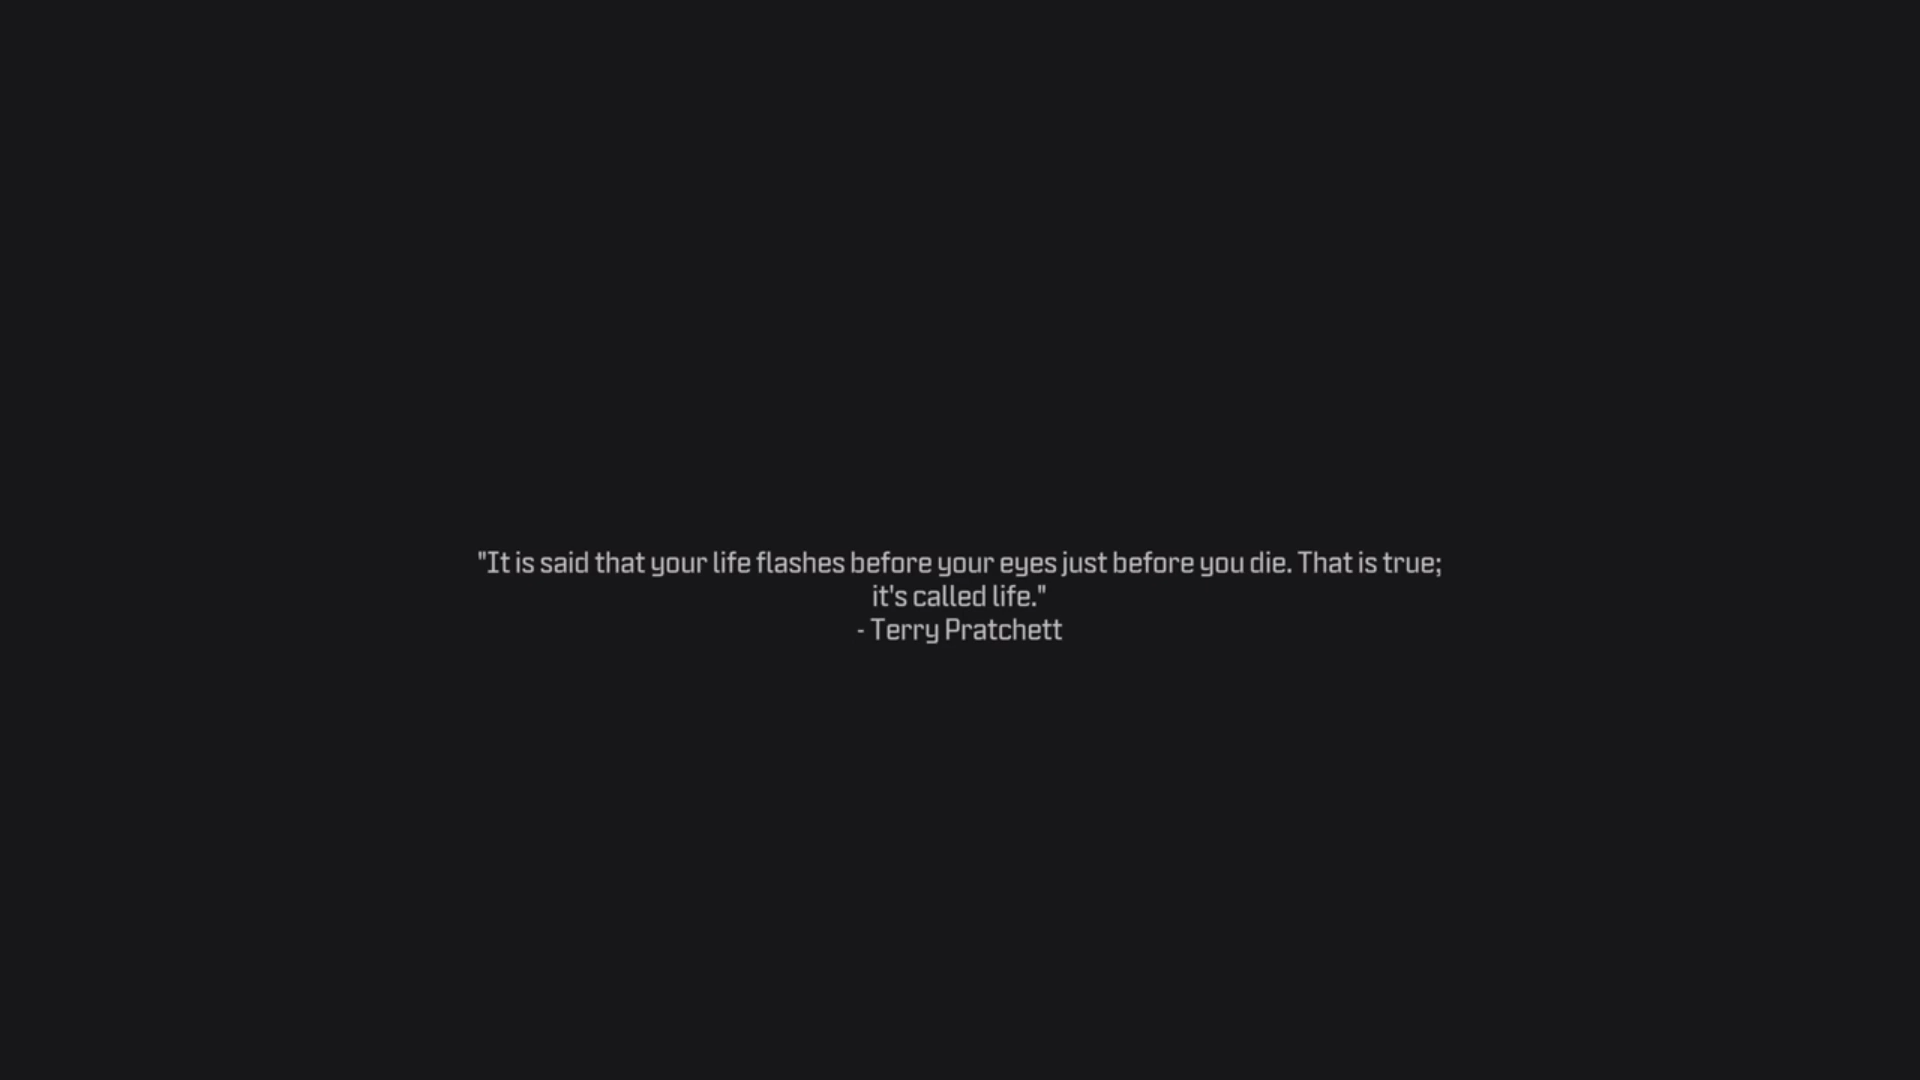 "It is said that your life flashes before your eyes just before you die. That is true;
it's called life."
- Terry Pratchett